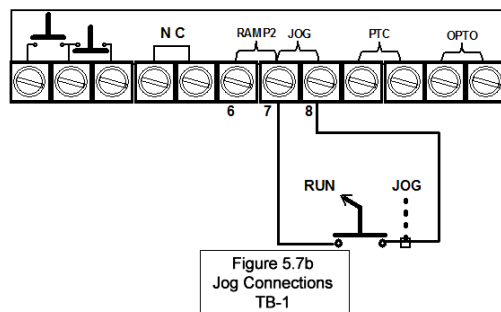 N C RAMP2 JOG PTC OPTO
6 7 8
RUN JOG
Figure 5.7b
Jog Connections
TB-1